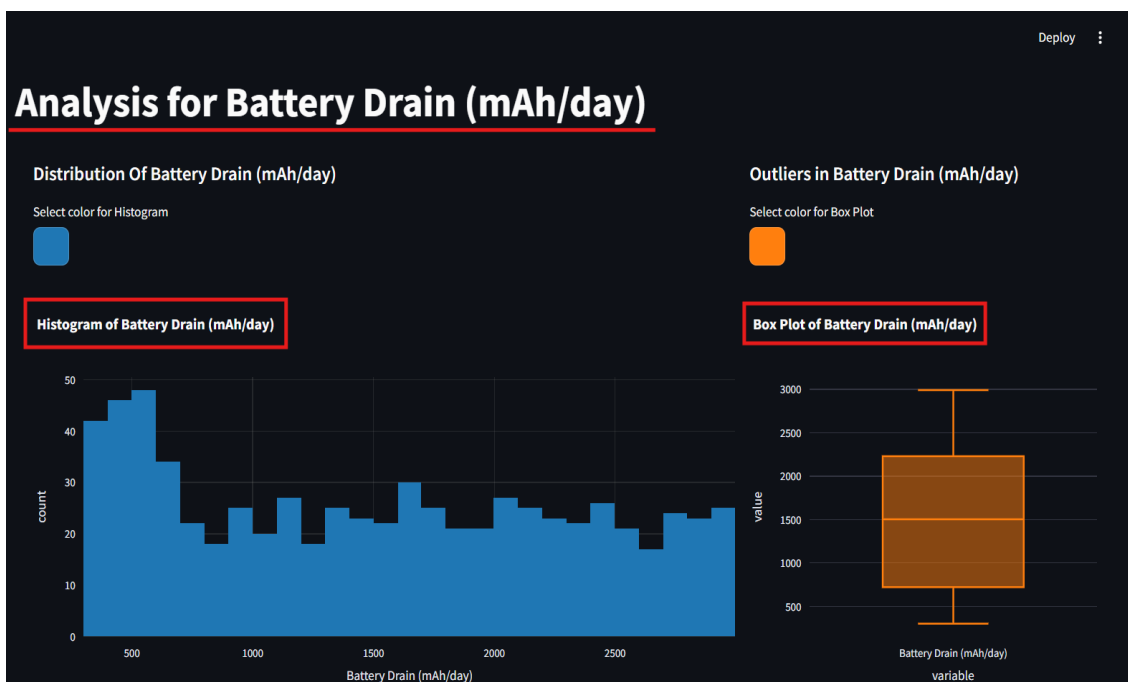 Deploy
Analysis for Battery Drain (mAh/day)
Distribution Of Battery Drain (mAh/day)
Select color for Histogram
Histogram of Battery Drain (mAh/day)
50
40
30
20
10
0
count
500 1000 1500 2000 2500
Battery Drain (mAh/day)
Outliers in Battery Drain (mAh/day)
Select color for Box Plot
Box Plot of Battery Drain (mAh/day)
3000
2500
2000
1500
1000
500
value
Battery Drain (mAh/day)
variable